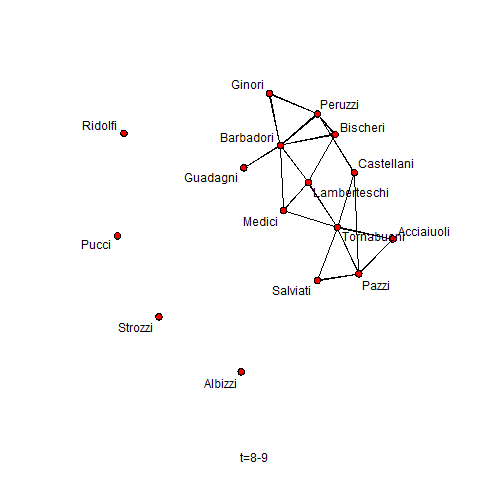 Ginori
Peruzzi
Ridolfi
Bischeri
Barbadori
Castellani
Guadagni
Lamberteschi
Medici
Acciaiuoli
Tornabuoni
Pucci
Salviati
Pazzi
Strozzi
Albizzi
t=8-9